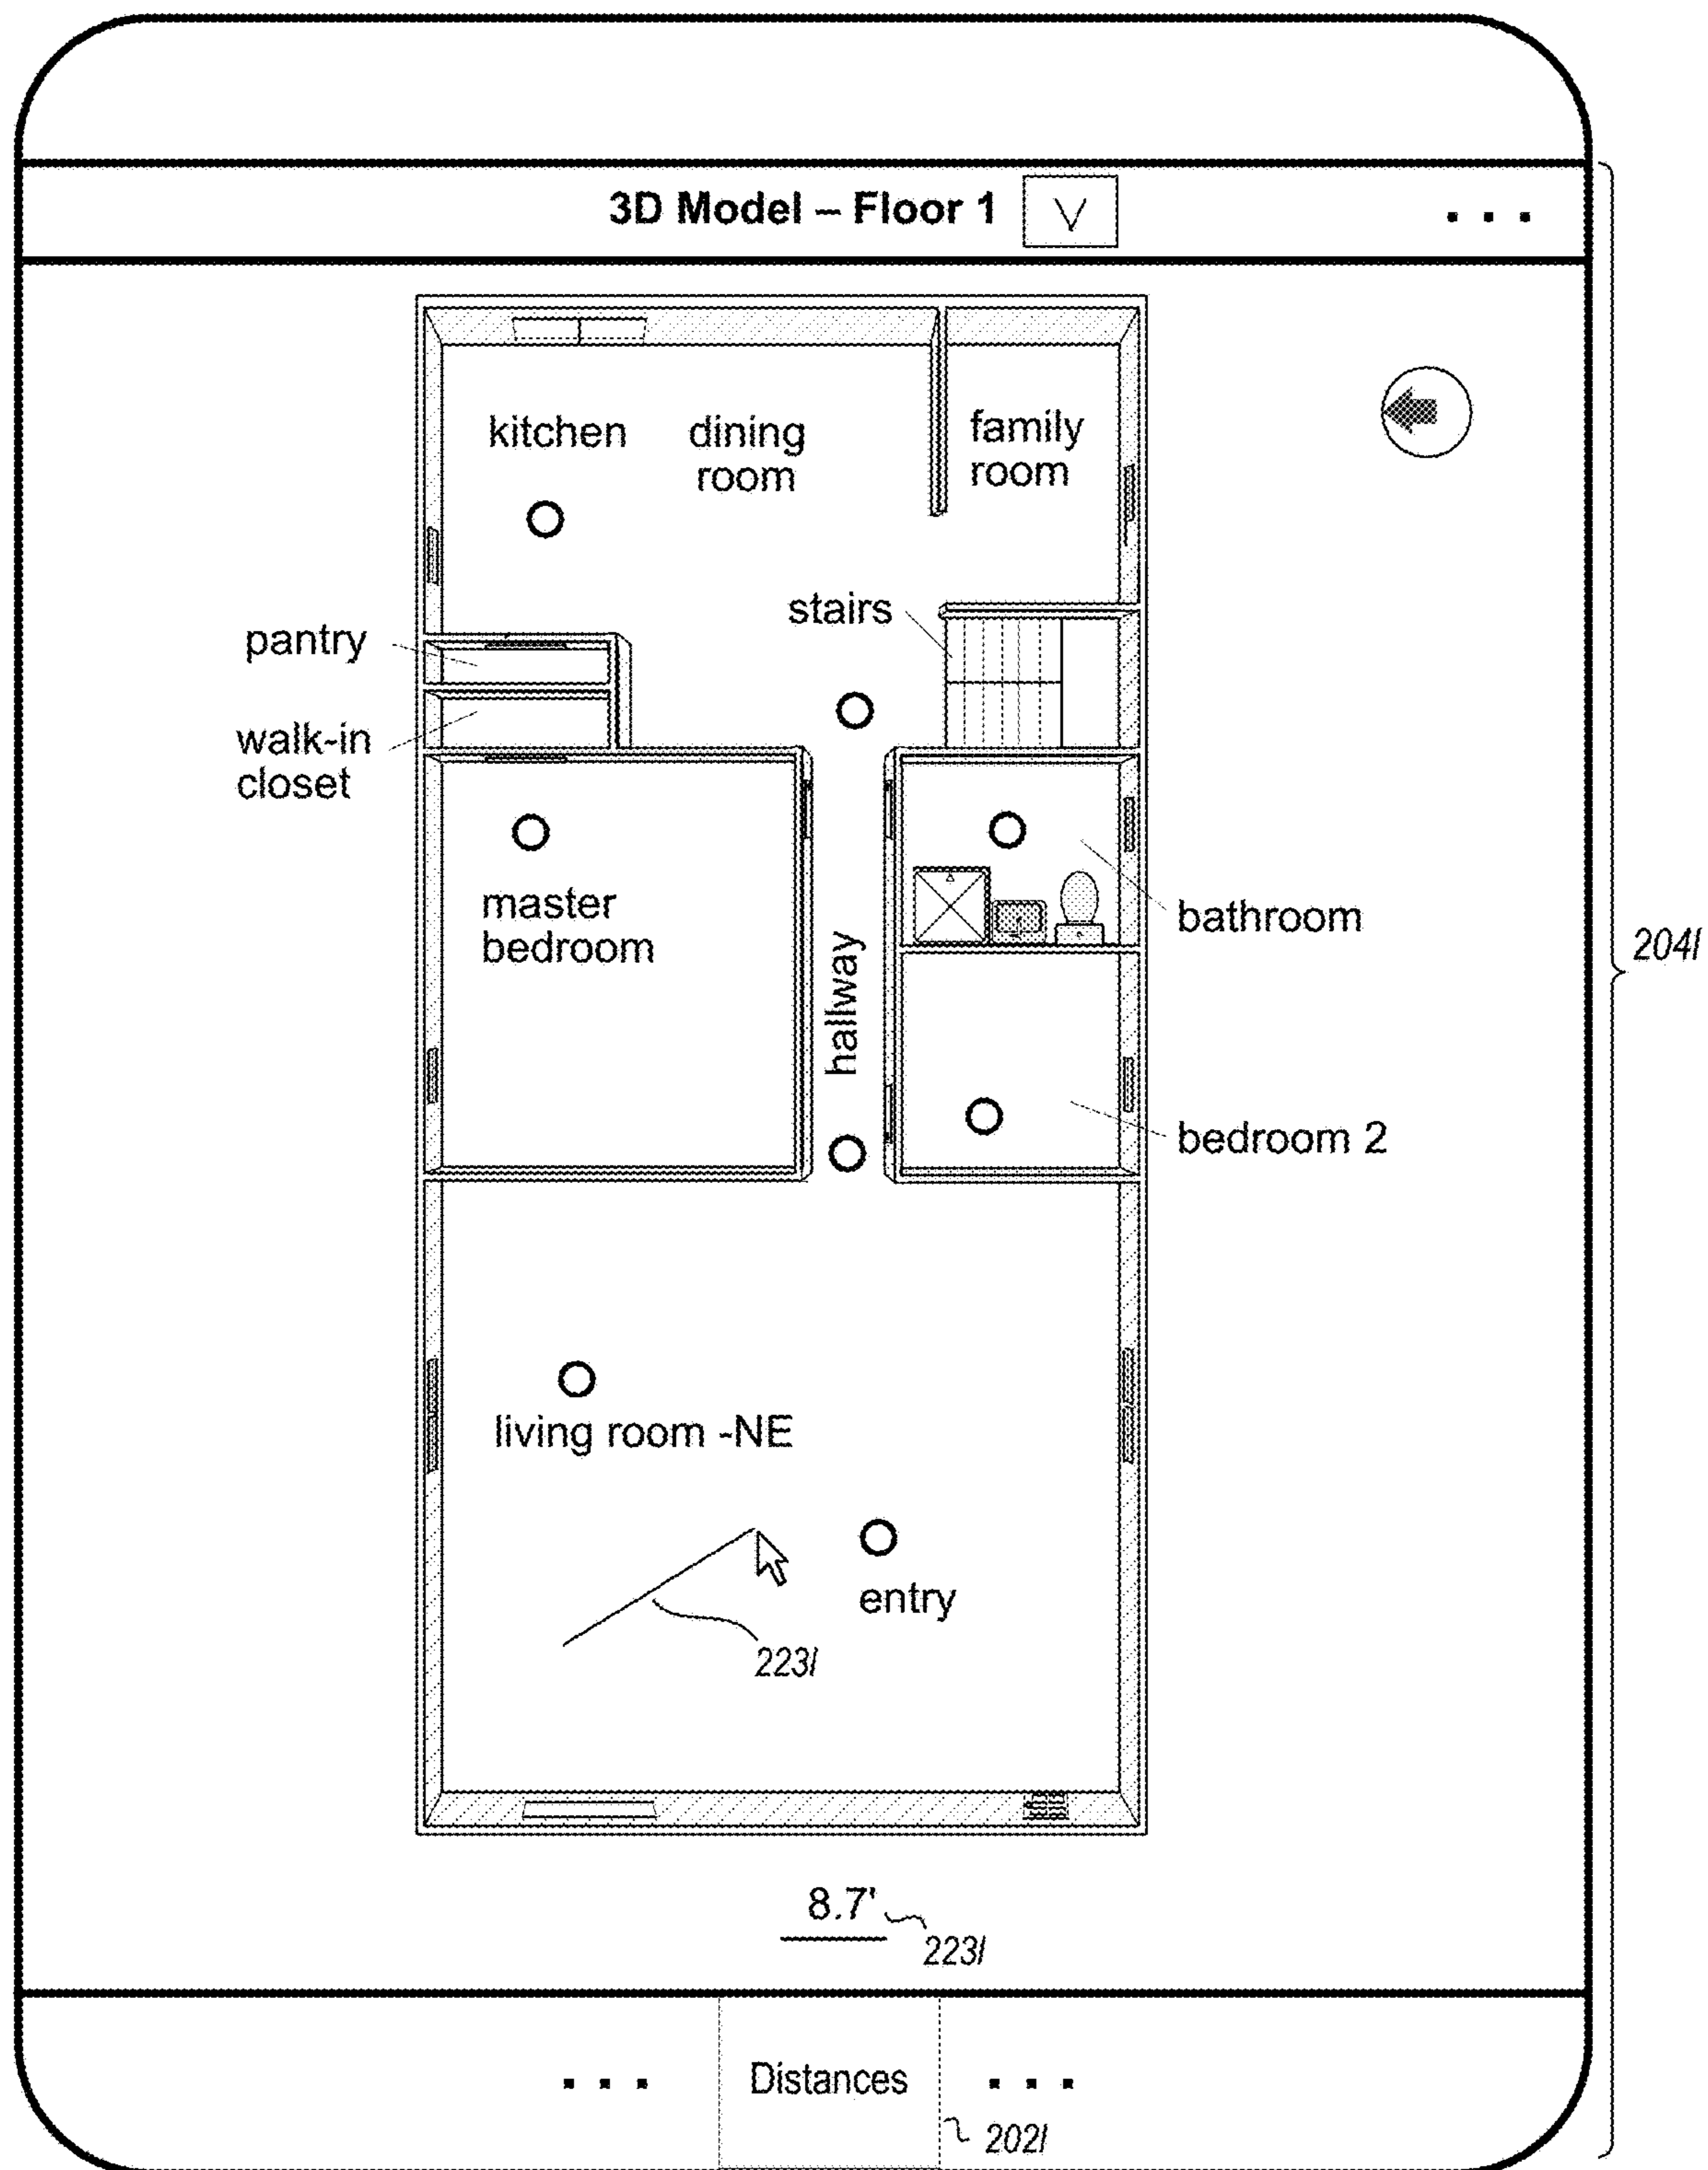 3D Model – Floor 1 V ...
kitchen
dining
room
family
room
stairs
pantry
walk-in
closet
master
bedroom
hallway
bathroom
204l
bedroom 2
living room -NE
entry
223l
8.7'
223l
... Distances ...
202l